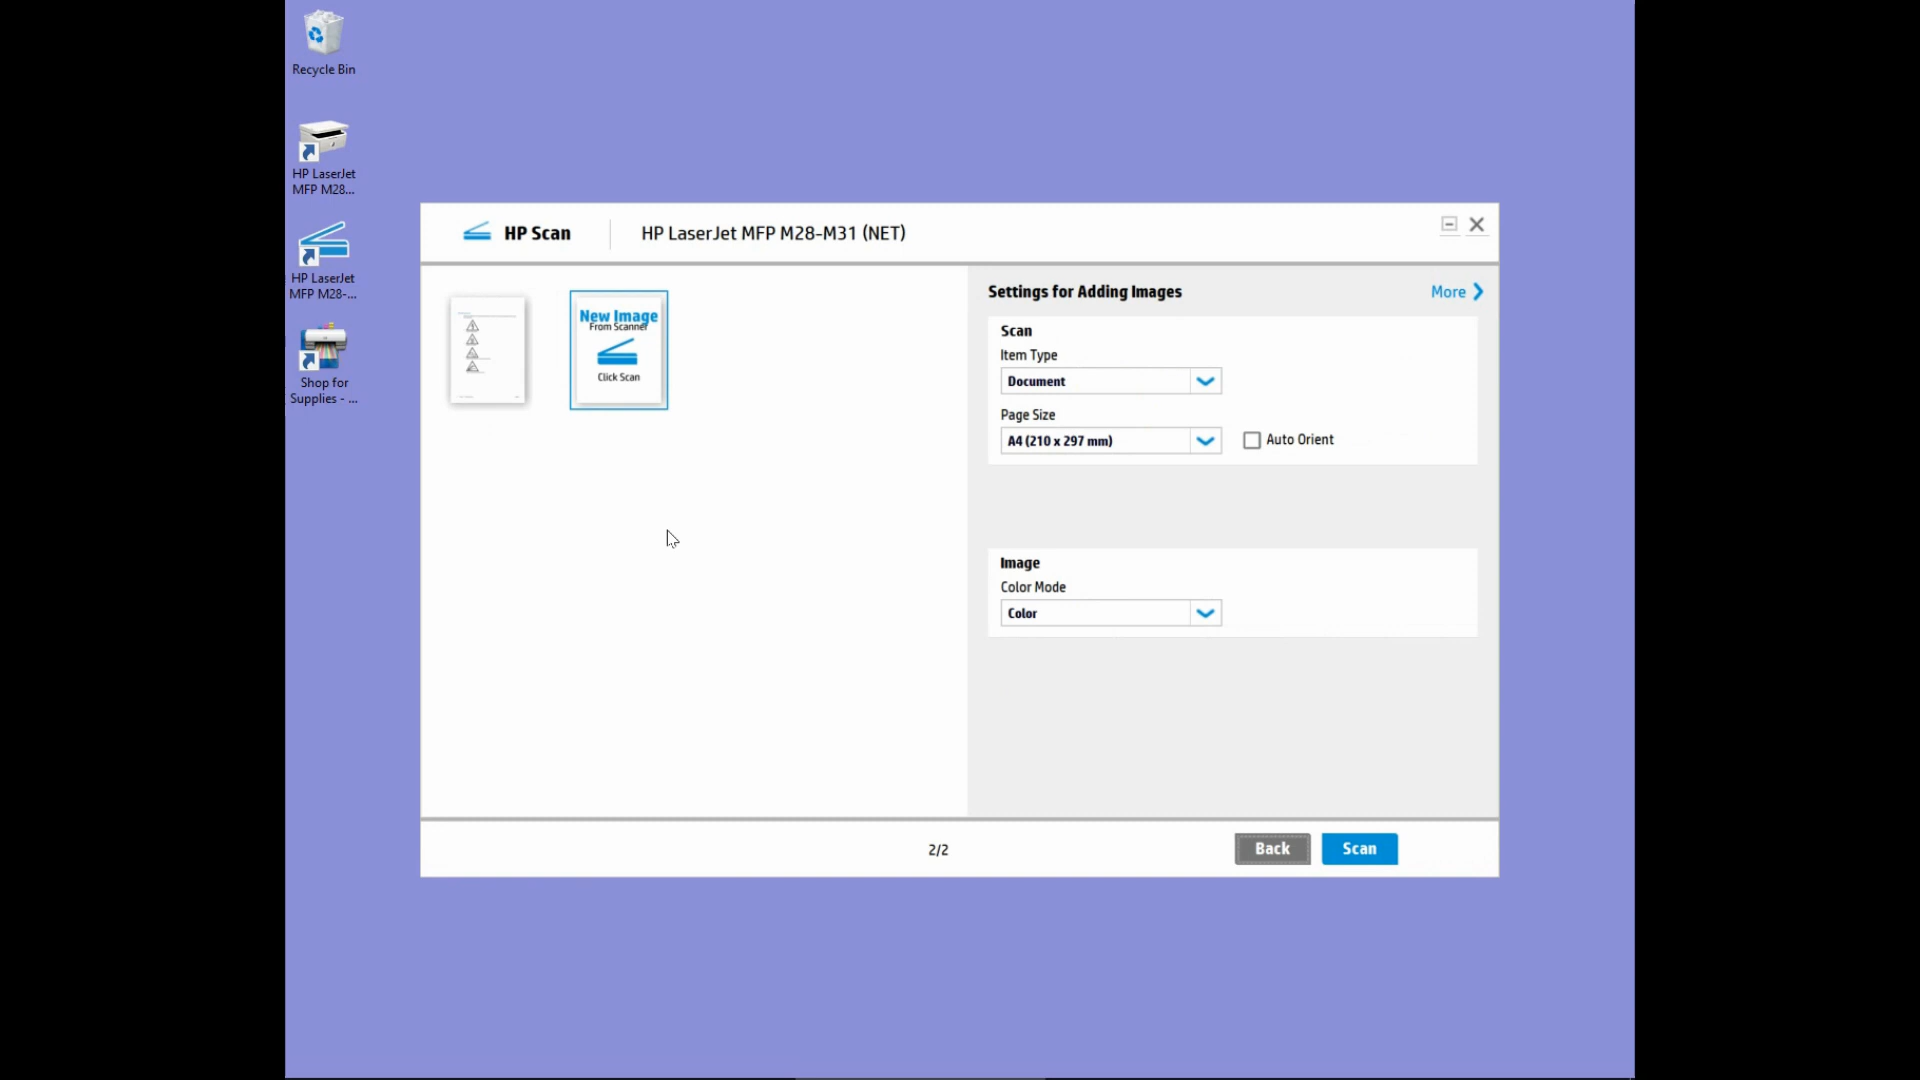 Recycle Bin
HP LaserJet
MFP M28...
HP LaserJet
MFP M28-...
Shop for
Supplies - ...
HP Scan
HP LaserJet MFP M28-M31 (NET)
New Image
From Scanner
Click Scan
Settings for Adding Images
More
Scan
Item Type
Document
Page Size
A4 (210 x 297 mm)
Auto Orient
Image
Color Mode
Color
2/2
Back
Scan